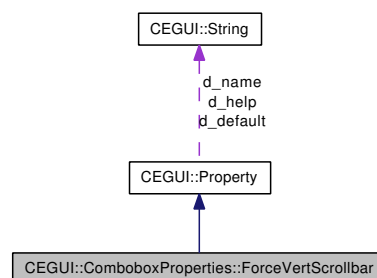 CEGUI::String
d_name
d_help
d_default
CEGUI::Property
CEGUI::ComboboxProperties::ForceVertScrollbar